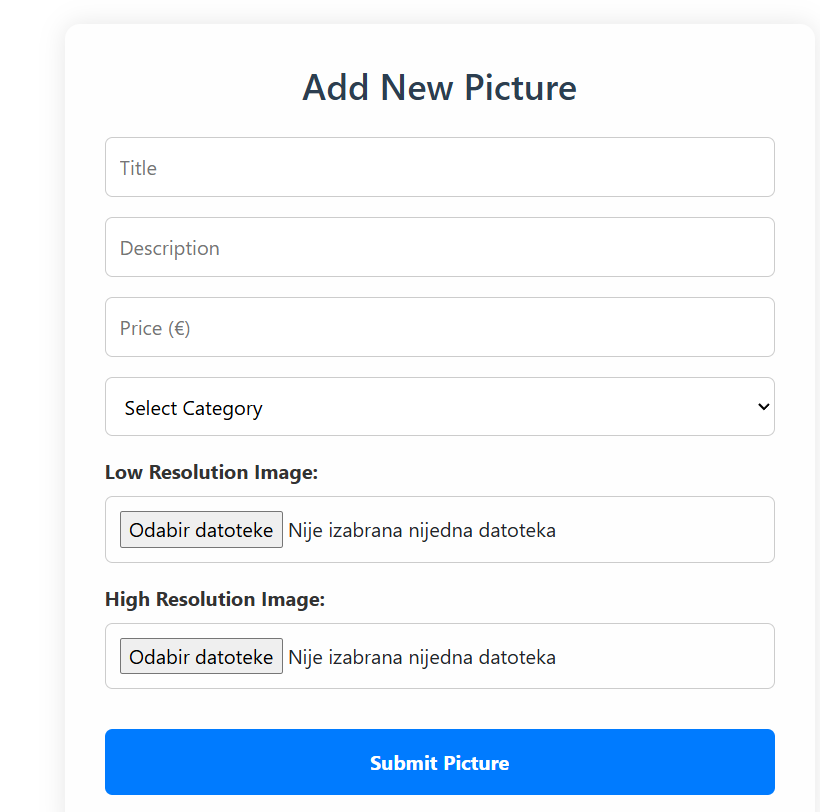 Add New Picture
Title
Description
Price (€)
Select Category
Low Resolution Image:
Odabir datoteke Nije izabrana nijedna datoteka
High Resolution Image:
Odabir datoteke Nije izabrana nijedna datoteka
Submit Picture